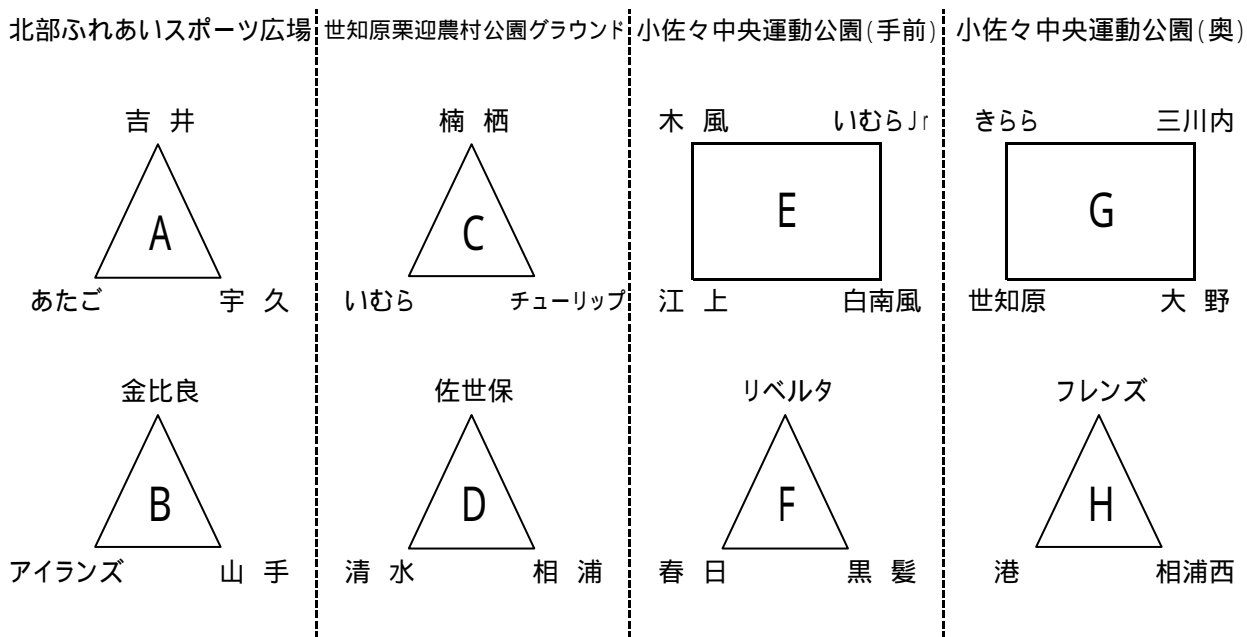 北部ふれあいスポーツ広場 世知原栗迎農村公園グラウンド 小佐々中央運動公園(手前) 小佐々中央運動公園(奥)
吉 井 楠 栖 木 風 いむらJr きらら 三川内
A C E G
あたご 宇 久 いむら チューリップ 江 上 白南風 世知原 大 野
金比良 佐世保 リベルタ フレンズ
B D F H
アイランズ 山 手 清 水 相 浦 春 日 黒 髪 港 相浦西